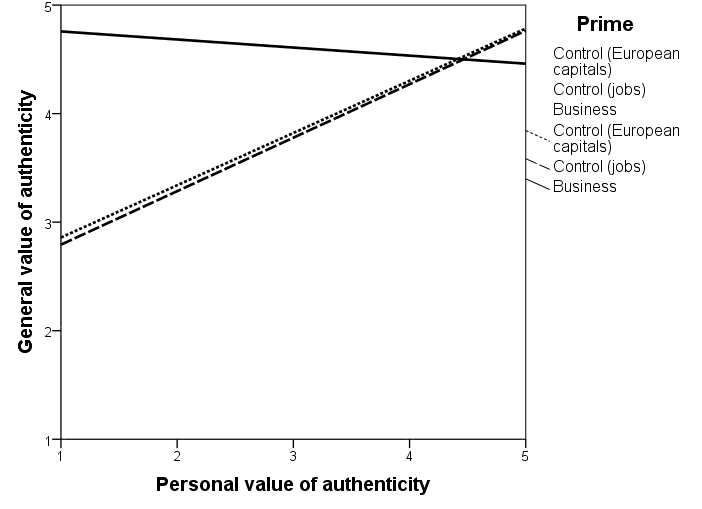 5
4
3
2
1
General value of authenticity
1 2 3 4 5
Personal value of authenticity
Prime
Control (European
capitals)
Control (jobs)
Business
Control (European
capitals)
Control (jobs)
Business